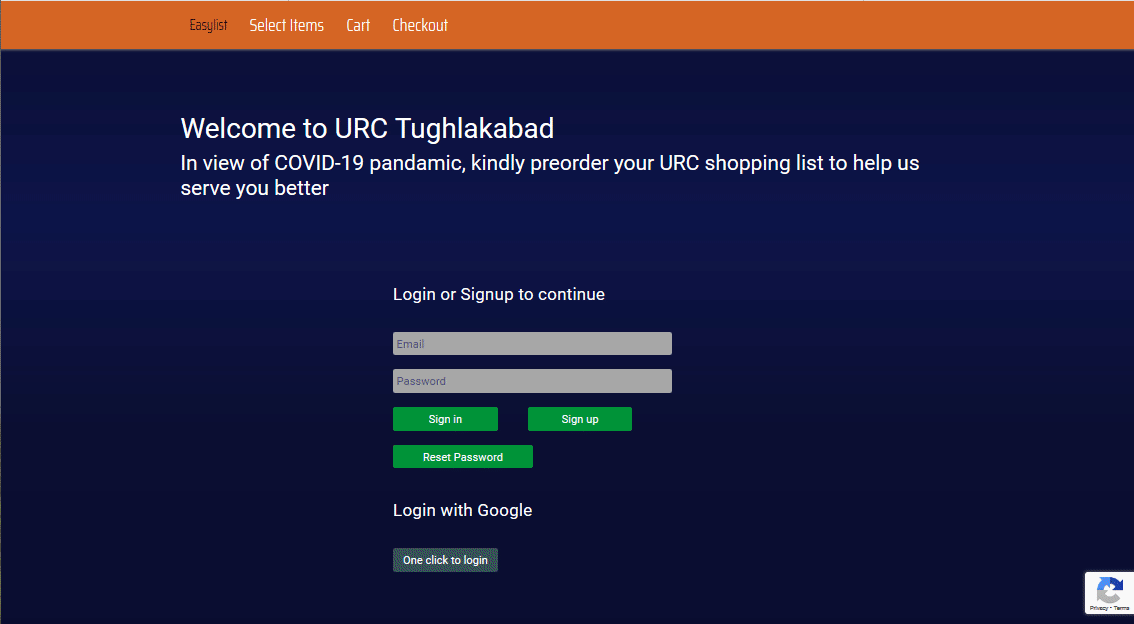 Easylist Select Items Cart Checkout
Welcome to URC Tughlakabad
In view of COVID-19 pandamic, kindly preorder your URC shopping list to help us
serve you better
Login or Signup to continue
Email
Password
Sign in Sign up
Reset Password
Login with Google
One click to login
Privacy - Terms